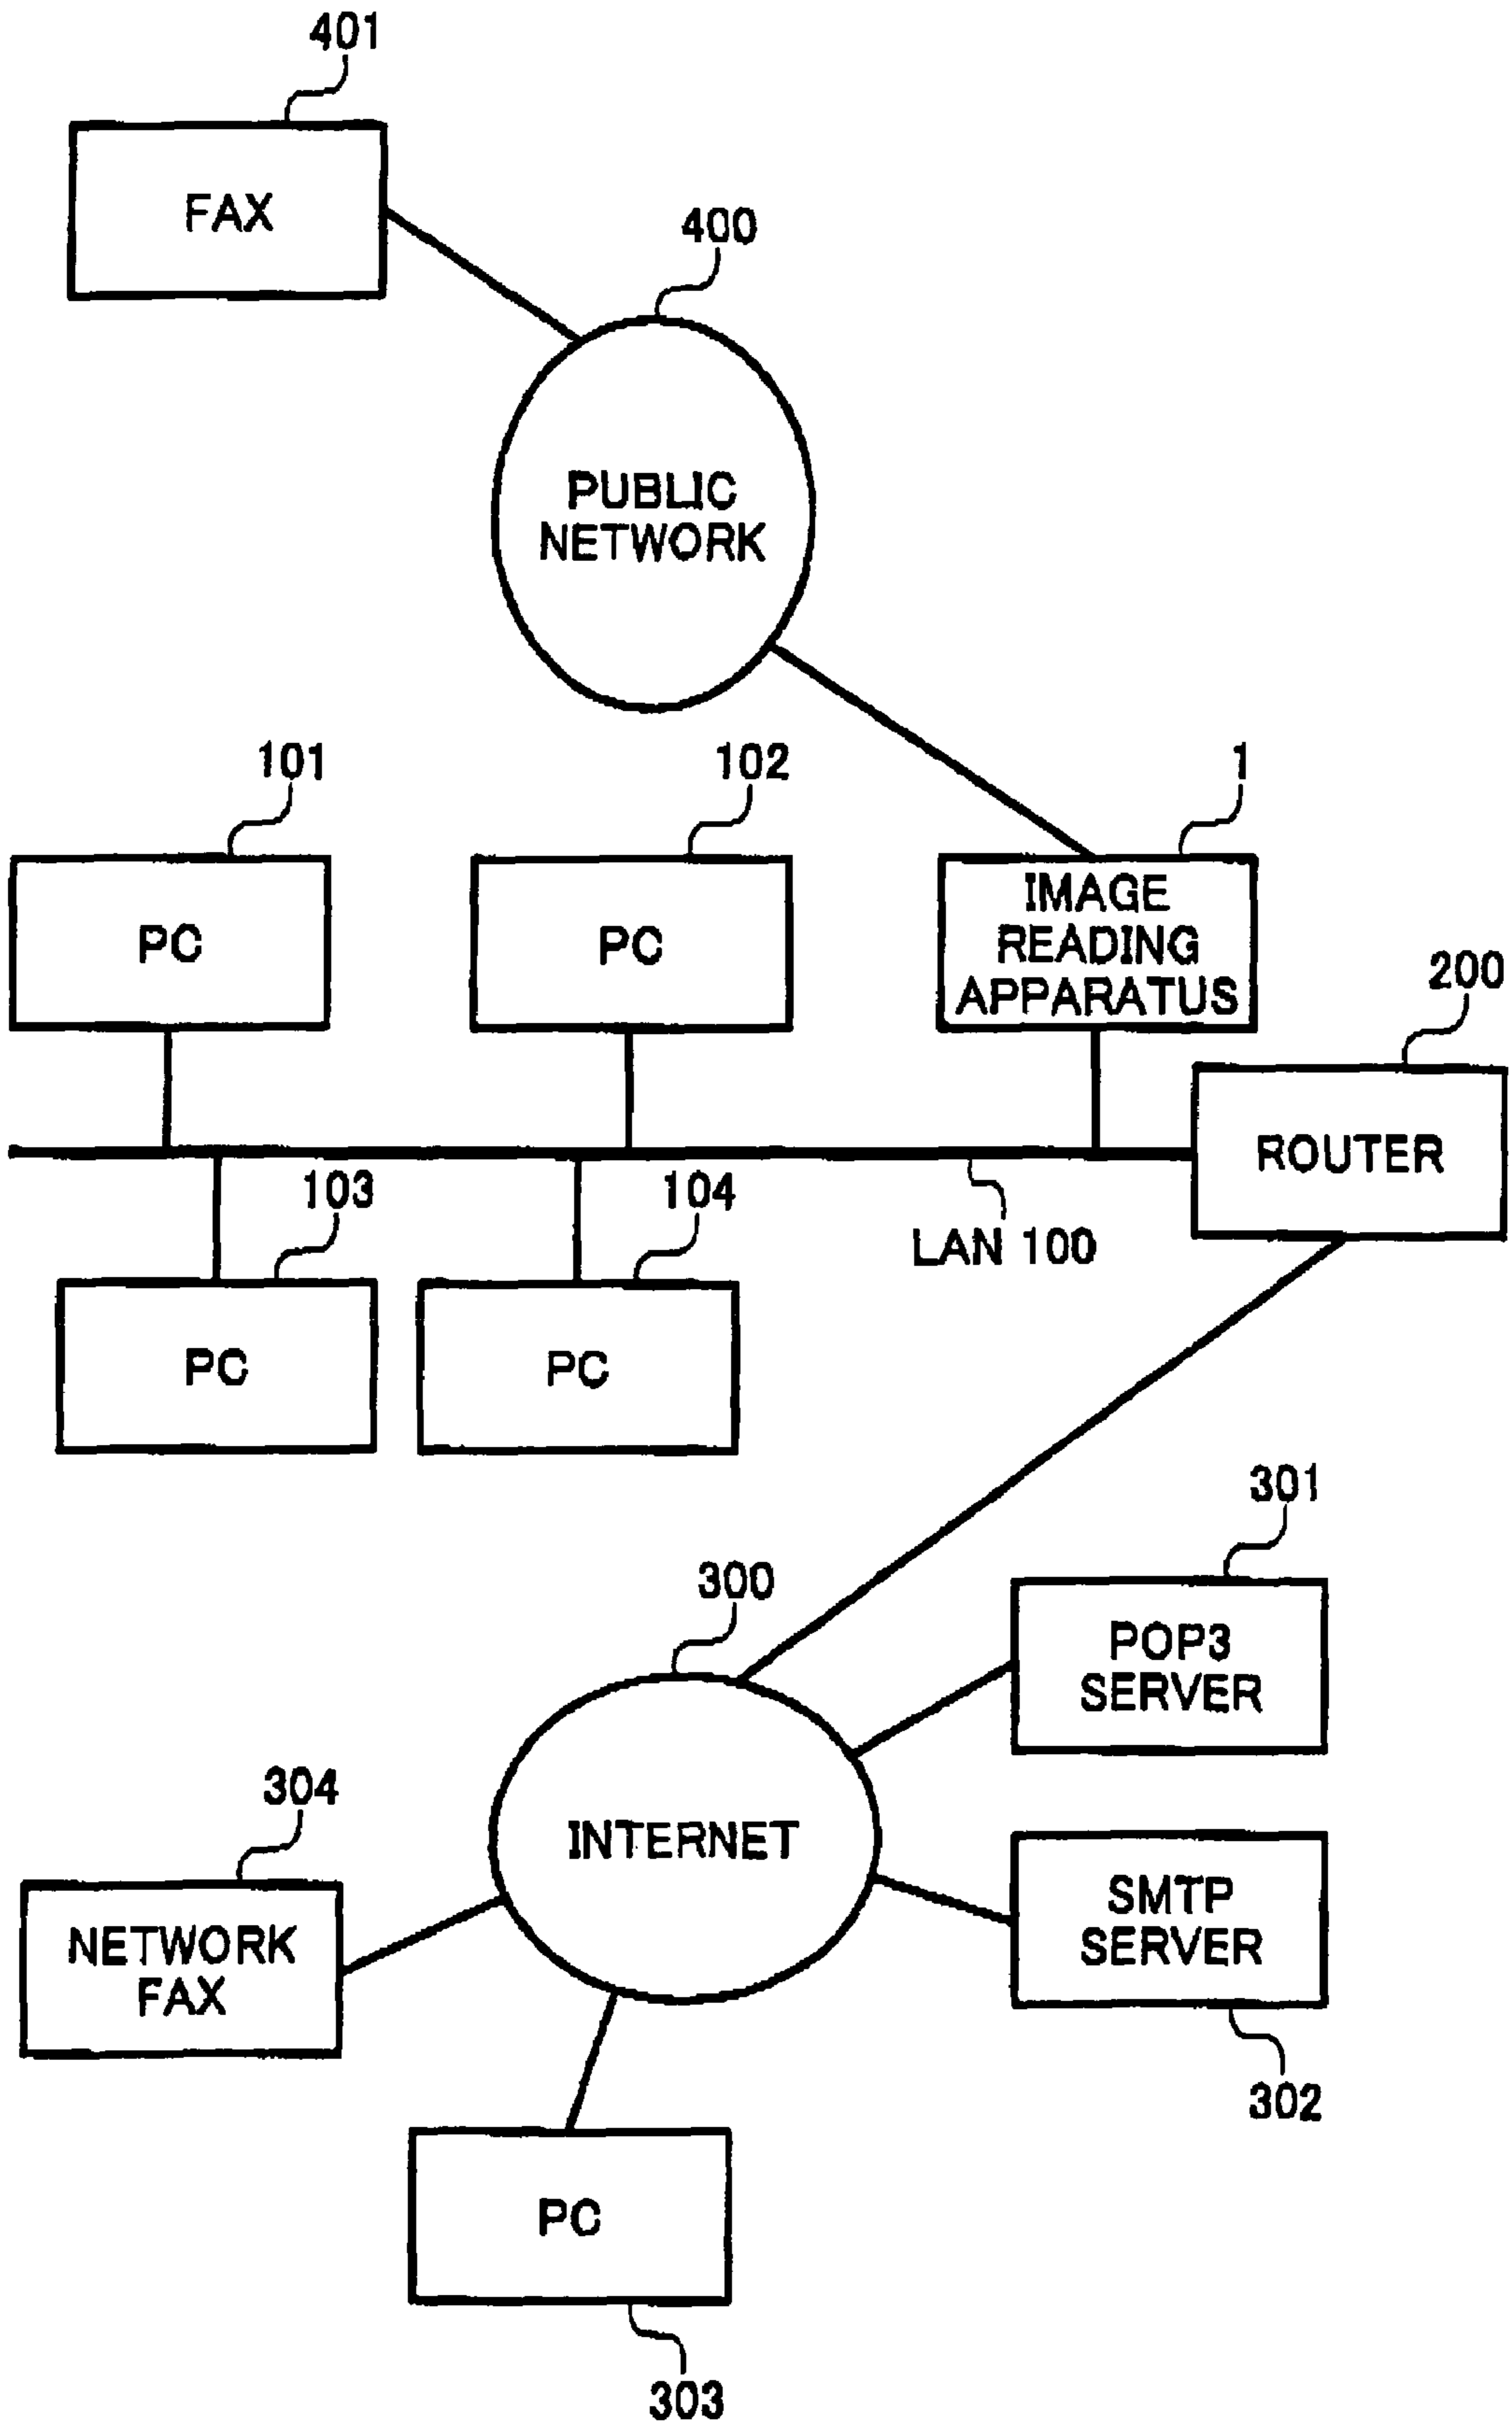 401
FAX
400
PUBLIC
NETWORK
101
102
1
PC
PC
IMAGE
READING
APPARATUS
200
ROUTER
103
104
LAN 100
PC
PC
301
300
POP3
SERVER
304
INTERNET
SMTP
SERVER
NETWORK
FAX
302
PC
303